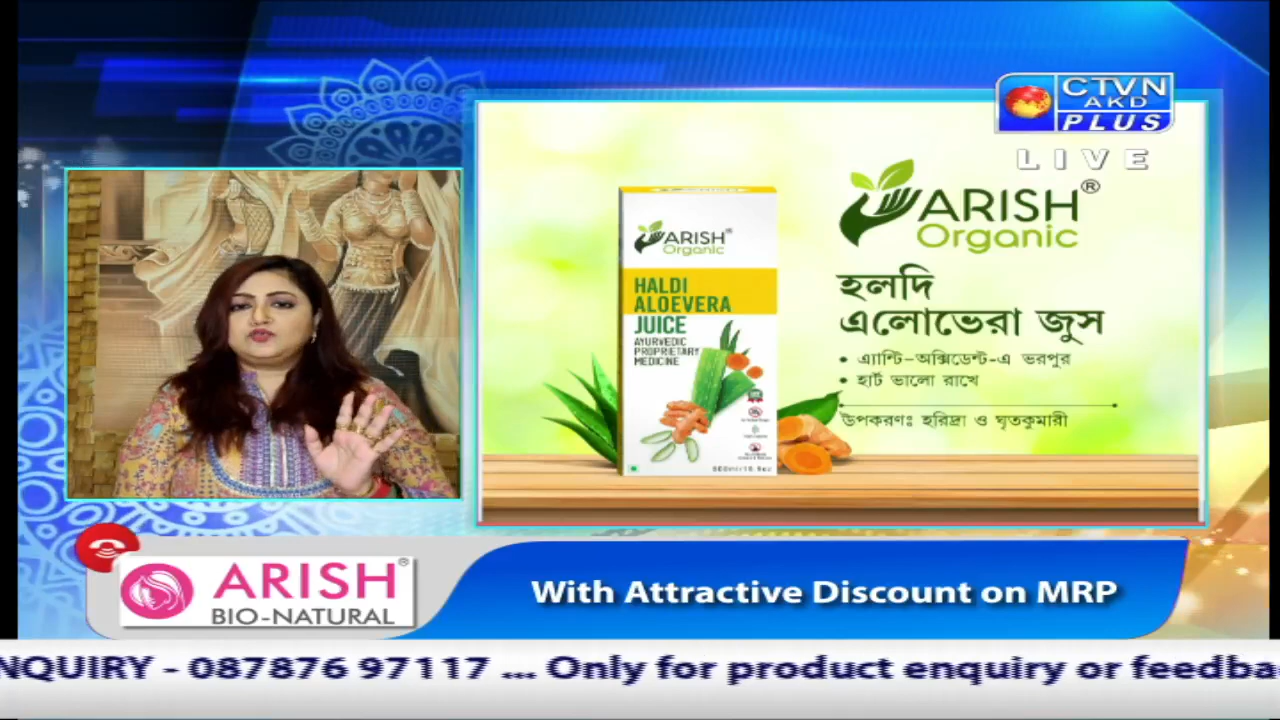 CTVN
AKD
PLUS
LIVE
ARISH®
Organic
হলদি
এলোভেরা জুস
• এ্যান্টি-অক্সিডেন্ট-এ ভরপুর
• হার্ট ভালো রাখে
উপকরণঃ হরিদ্রা ও ঘৃতকুমারী
ARISH®
Organic
HALDI
ALOEVERA
JUICE
AYURVEDIC
PROPRIETARY
MEDICINE
ARISH®
BIO-NATURAL
With Attractive Discount on MRP
NQUIRY - 087876 97117 ... Only for product enquiry or feedba